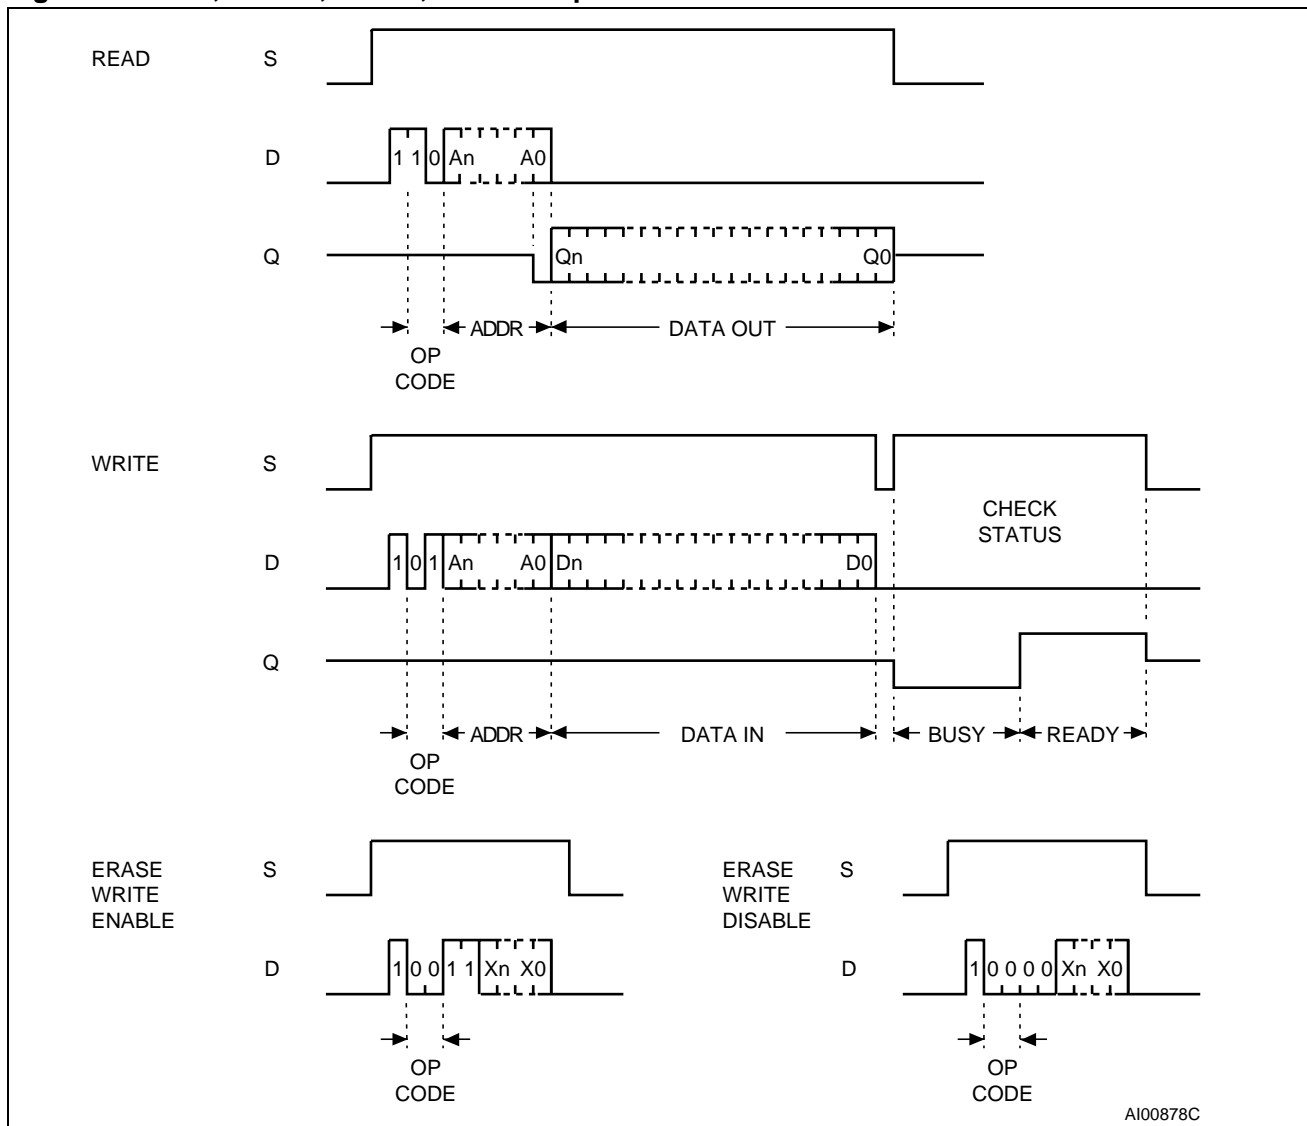 READ S
D 1 1 0 An A0
Q Qn Q0
ADDR DATA OUT
OP
CODE
WRITE S
CHECK
STATUS
D 1 0 1 An A0 Dn D0
Q
ADDR DATA IN BUSY READY
OP
CODE
ERASE
WRITE
ENABLE
S
D 1 0 0 1 1 Xn X0
OP
CODE
ERASE
WRITE
DISABLE
S
D 1 0 0 0 0 Xn X0
OP
CODE
AI00878C